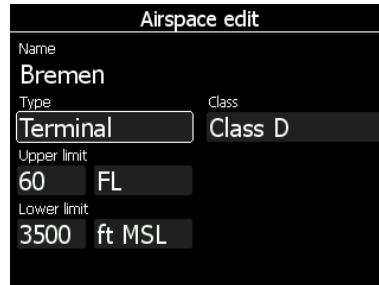 Airspace edit
Name
Bremen
Type Class
Terminal Class D
Upper limit
60 FL
Lower limit
3500 ft MSL